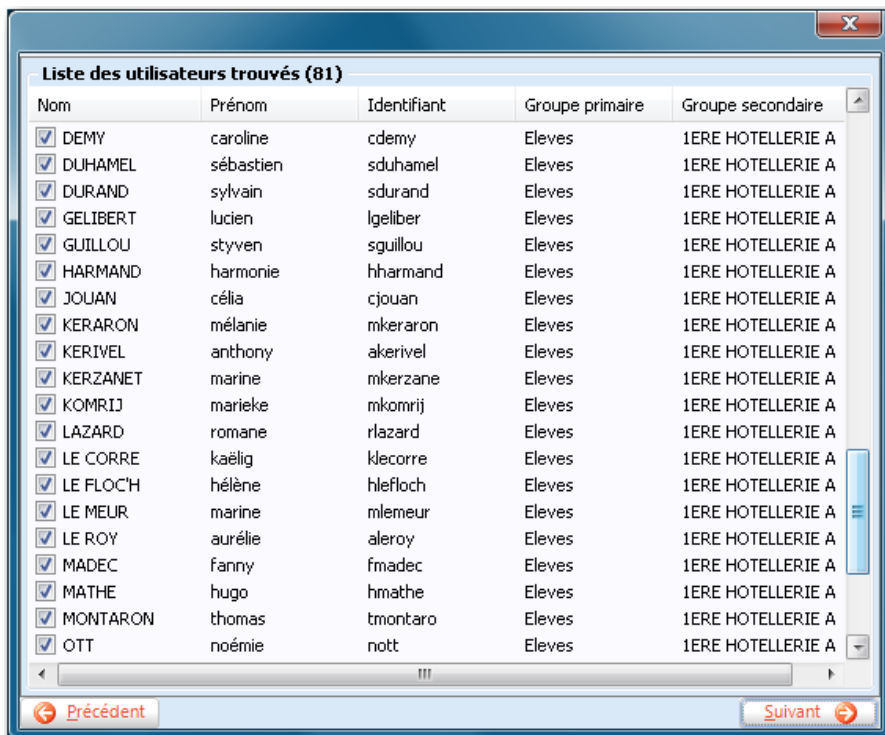 Liste des utilisateurs trouvés (81)
Nom Prénom Identifiant Groupe primaire Groupe secondaire
DEMY caroline cdemy Eleves 1ERE HOTELLERIE A
DUHAMEL sébastien sduhamel Eleves 1ERE HOTELLERIE A
DURAND sylvain sdurand Eleves 1ERE HOTELLERIE A
GELIBERT lucien lgeliber Eleves 1ERE HOTELLERIE A
GUILLOU styven sguillou Eleves 1ERE HOTELLERIE A
HARMAND harmonie hharmand Eleves 1ERE HOTELLERIE A
JOUAN célia cjouan Eleves 1ERE HOTELLERIE A
KERARON mélanie mkeraron Eleves 1ERE HOTELLERIE A
KERIVEL anthony akerivel Eleves 1ERE HOTELLERIE A
KERZANET marine mkerzane Eleves 1ERE HOTELLERIE A
KOMRIJ marieke mkomrij Eleves 1ERE HOTELLERIE A
LAZARD romane rlazard Eleves 1ERE HOTELLERIE A
LE CORRE kaëlig klecorre Eleves 1ERE HOTELLERIE A
LE FLOC'H hélène hlefloch Eleves 1ERE HOTELLERIE A
LE MEUR marine mlemeur Eleves 1ERE HOTELLERIE A
LE ROY aurélie aleroy Eleves 1ERE HOTELLERIE A
MADEC fanny fmadec Eleves 1ERE HOTELLERIE A
MATHE hugo hmathe Eleves 1ERE HOTELLERIE A
MONTARON thomas tmontaro Eleves 1ERE HOTELLERIE A
OTT noémie nott Eleves 1ERE HOTELLERIE A
Précédent Suivant